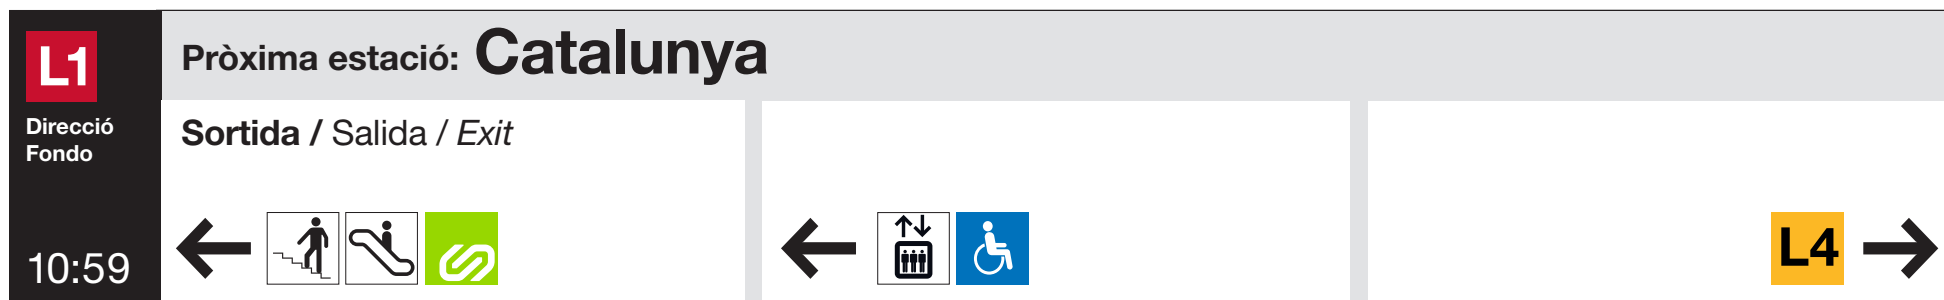 L1
Direcció
Fondo
10:59
Pròxima estació: Catalunya
Sortida / Salida / Exit
L4